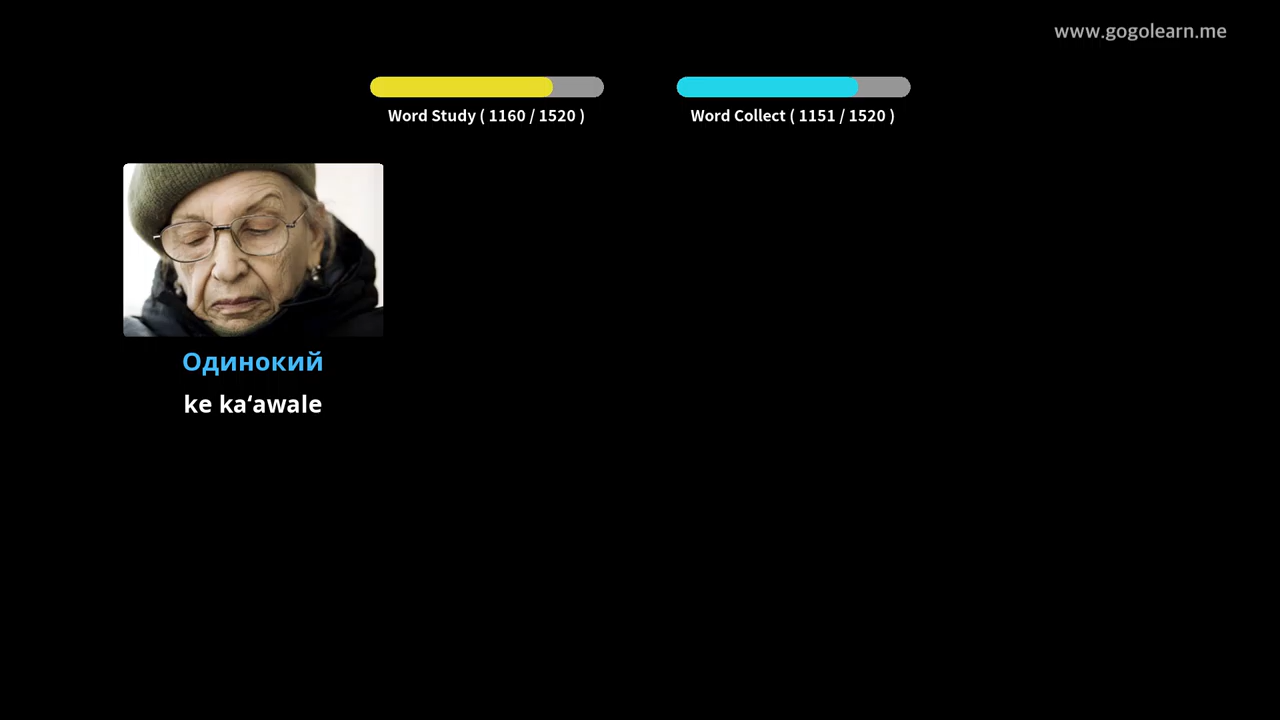 www.gogolearn.me
Word Study ( 1160 / 1520 )
Word Collect ( 1151 / 1520 )
Одинокий
ke kaʻawale